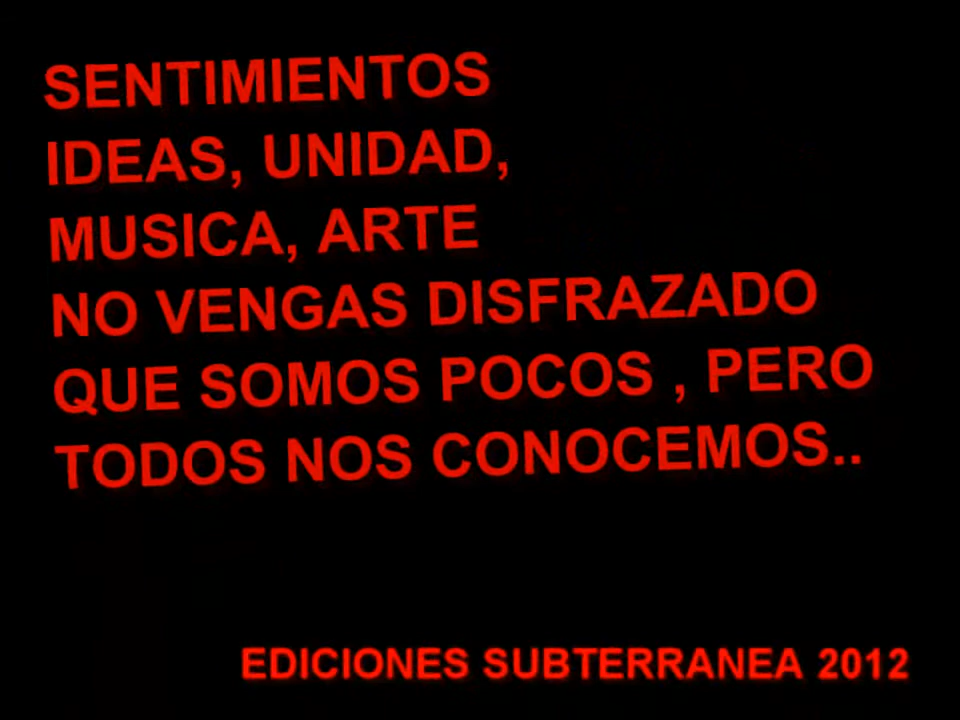 SENTIMIENTOS
IDEAS, UNIDAD,
MUSICA, ARTE
NO VENGAS DISFRAZADO
QUE SOMOS POCOS , PERO
TODOS NOS CONOCEMOS..
EDICIONES SUBTERRANEA 2012